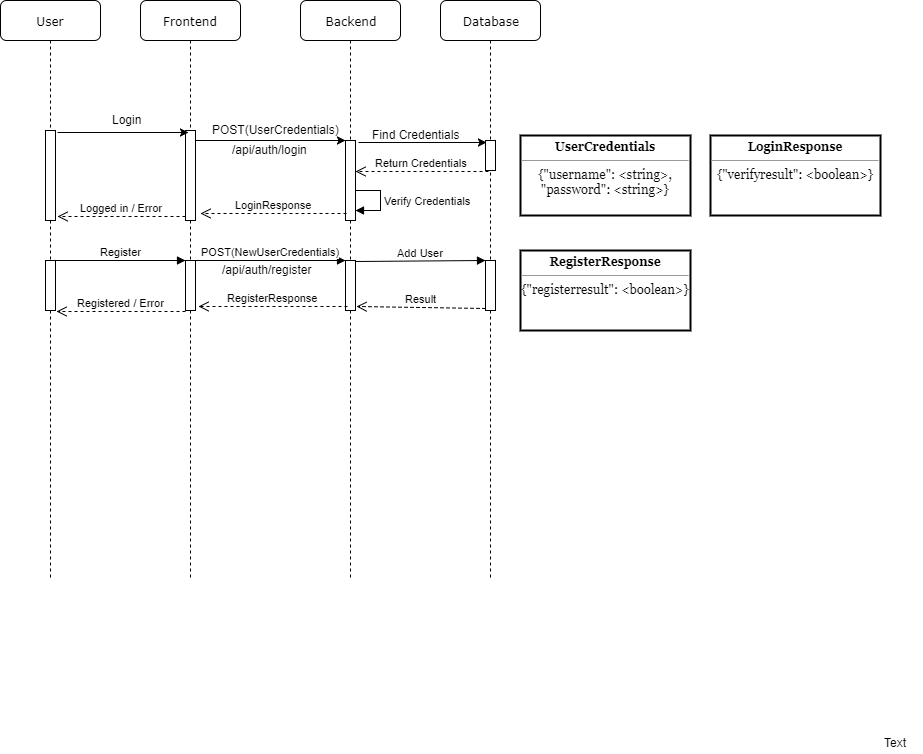 User
Frontend
Backend
Database
Login
POST(UserCredentials)
/api/auth/login
Find Credentials
Return Credentials
Verify Credentials
LoginResponse
Logged in / Error
Register
POST(NewUserCredentials)
/api/auth/register
Add User
Result
RegisterResponse
Registered / Error
UserCredentials
{"username": <string>,
"password": <string>}
LoginResponse
{"verifyresult": <boolean>}
RegisterResponse
{"registerresult": <boolean>}
Text